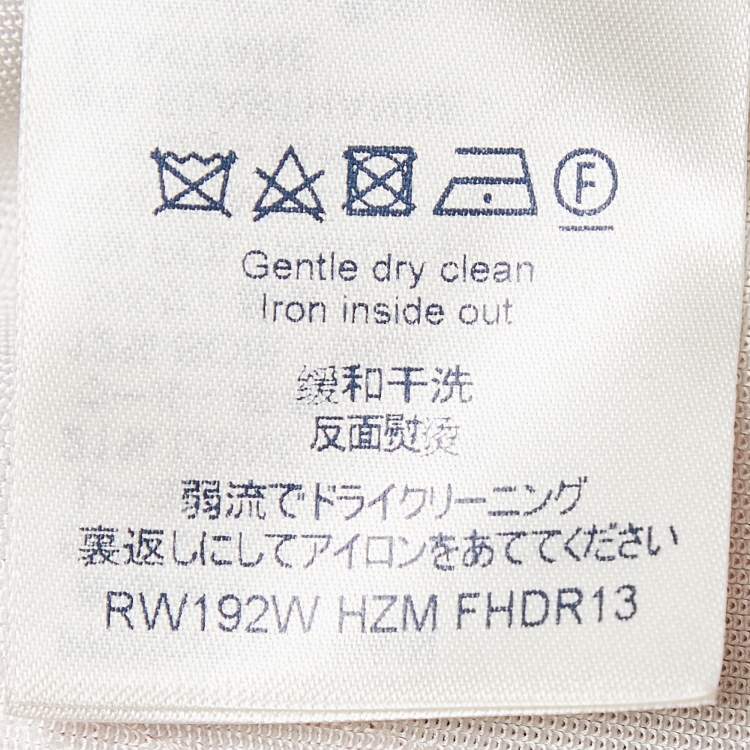 F
Gentle dry clean
Iron inside out
缓和干洗
反面熨烫
弱流でドライクリーニング
裏返しにしてアイロンをあててください
RW192W HZM FHDR13